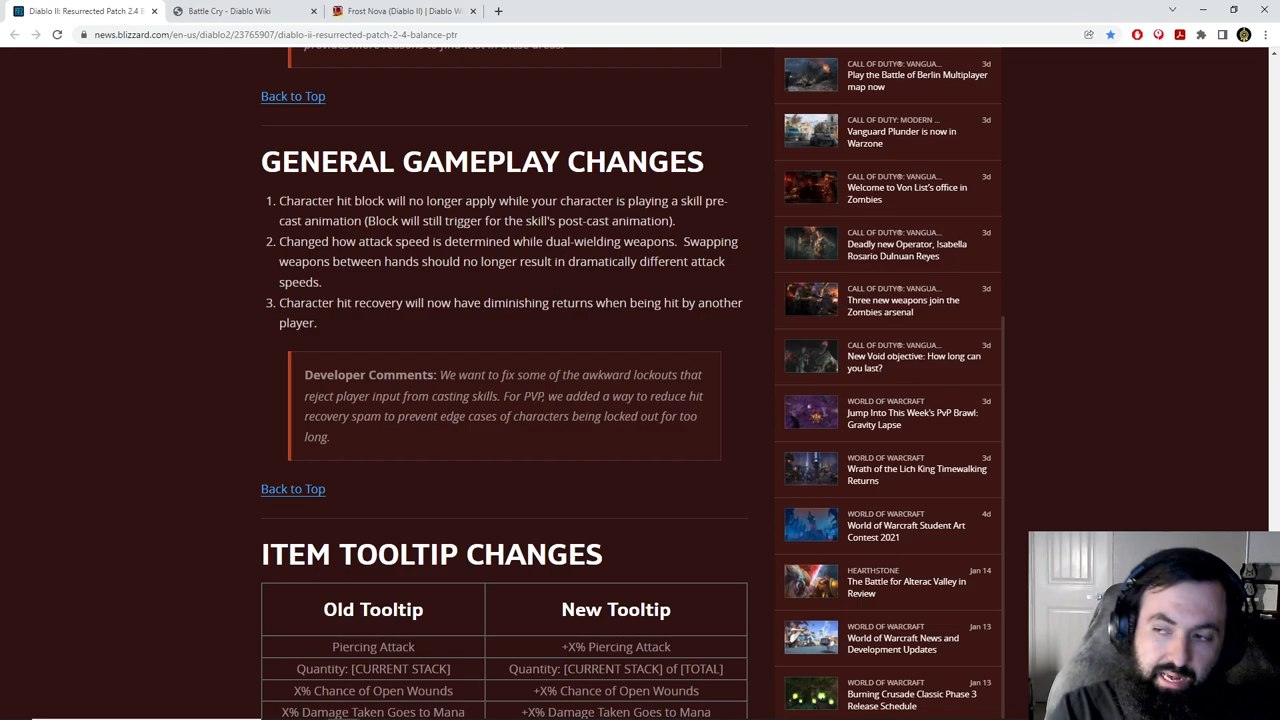 Diablo II: Resurrected Patch 2.4 B
Battle Cry - Diablo Wiki
Frost Nova (Diablo II) | Diablo W
news.blizzard.com/en-us/diablo2/23765907/diablo-ii-resurrected-patch-2-4-balance-ptr
provides more reasons to find loot in these areas.
Back to Top
GENERAL GAMEPLAY CHANGES
1. Character hit block will no longer apply while your character is playing a skill pre-
cast animation (Block will still trigger for the skill's post-cast animation).
2. Changed how attack speed is determined while dual-wielding weapons. Swapping
weapons between hands should no longer result in dramatically different attack
speeds.
3. Character hit recovery will now have diminishing returns when being hit by another
player.
Developer Comments: We want to fix some of the awkward lockouts that
reject player input from casting skills. For PVP, we added a way to reduce hit
recovery spam to prevent edge cases of characters being locked out for too
long.
Back to Top
ITEM TOOLTIP CHANGES
Old Tooltip New Tooltip
Piercing Attack +X% Piercing Attack
Quantity: [CURRENT STACK] Quantity: [CURRENT STACK] of [TOTAL]
X% Chance of Open Wounds +X% Chance of Open Wounds
X% Damage Taken Goes to Mana +X% Damage Taken Goes to Mana
CALL OF DUTY®: VANGUA... 3d
Play the Battle of Berlin Multiplayer
map now
CALL OF DUTY: MODERN ... 3d
Vanguard Plunder is now in
Warzone
CALL OF DUTY®: VANGUA... 3d
Welcome to Von List's office in
Zombies
CALL OF DUTY®: VANGUA... 3d
Deadly new Operator, Isabella
Rosario Dulnuan Reyes
CALL OF DUTY®: VANGUA... 3d
Three new weapons join the
Zombies arsenal
CALL OF DUTY®: VANGUA... 3d
New Void objective: How long can
you last?
WORLD OF WARCRAFT 3d
Jump Into This Week's PvP Brawl:
Gravity Lapse
WORLD OF WARCRAFT 3d
Wrath of the Lich King Timewalking
Returns
WORLD OF WARCRAFT 4d
World of Warcraft Student Art
Contest 2021
HEARTHSTONE Jan 14
The Battle for Alterac Valley in
Review
WORLD OF WARCRAFT Jan 13
World of Warcraft News and
Development Updates
WORLD OF WARCRAFT Jan 13
Burning Crusade Classic Phase 3
Release Schedule